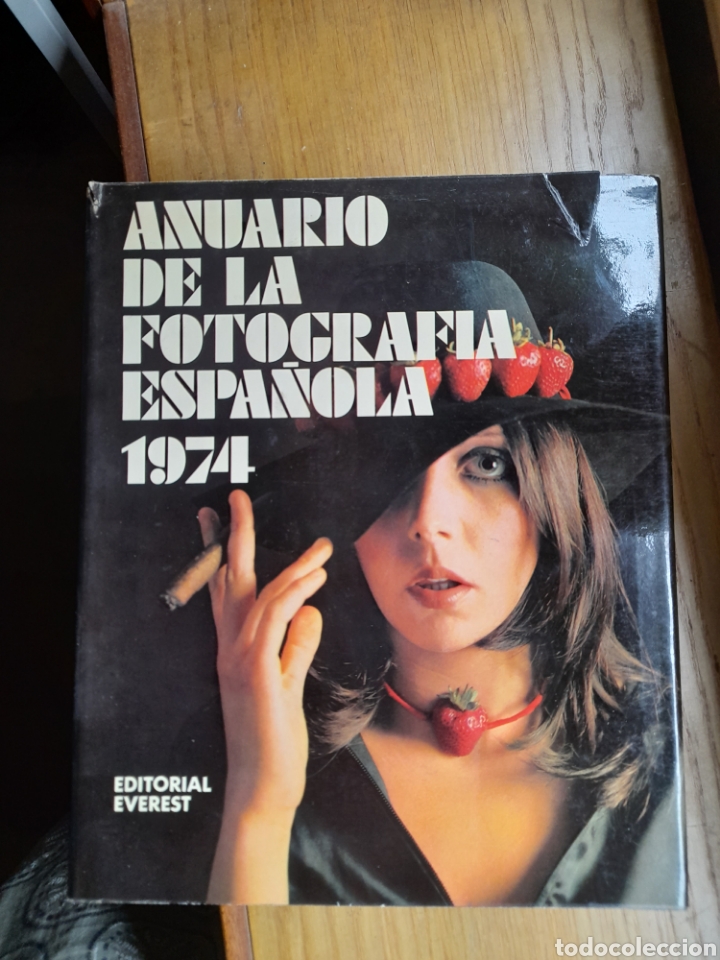 ANUARIO
DE LA
FOTOGRAFIA
ESPAÑOLA
1974
EDITORIAL
EVEREST
todocoleccion